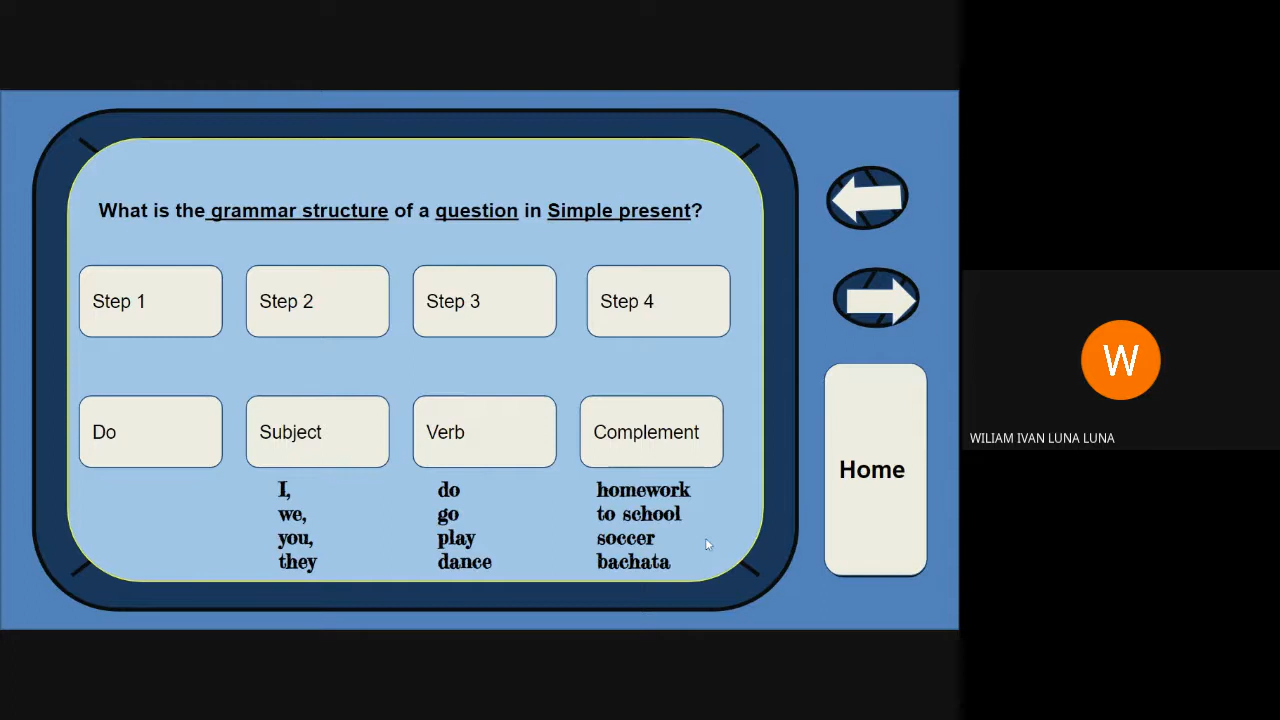 What is the grammar structure of a question in Simple present?
Step 1
Step 2
Step 3
Step 4
Do
Subject
Verb
Complement
I,
we,
you,
they
do
go
play
dance
homework
to school
soccer
bachata
Home
W
WILIAM IVAN LUNA LUNA